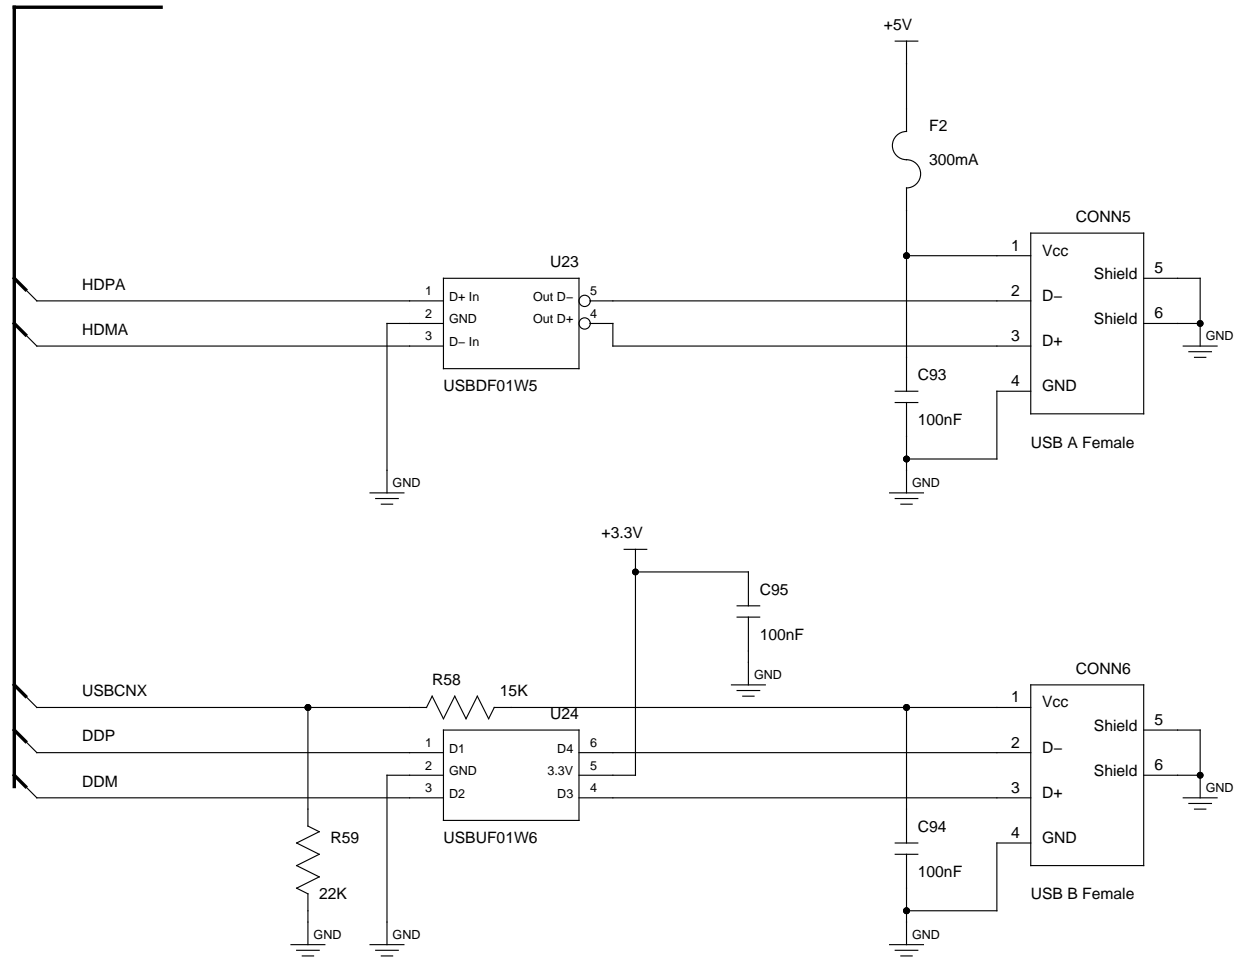 +5V
F2
300mA
CONN5
1 Vcc
Shield 5
2 D−
Shield 6
3 D+
GND
4 GND
USB A Female
C93
100nF
GND
U23
HDPA
1 D+ In Out D− 5
2 GND Out D+ 4
HDMA
3 D− In
USBDF01W5
GND
+3.3V
C95
100nF
GND
USBCNX
R58
15K
U24
DDP
1 D1 D4 6
2 GND 3.3V 5
DDM
3 D2 D3 4
USBUF01W6
R59
22K
GND
GND
CONN6
1 Vcc
Shield 5
2 D−
Shield 6
3 D+
GND
4 GND
USB B Female
C94
100nF
GND